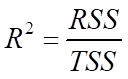 R² = RSS / TSS